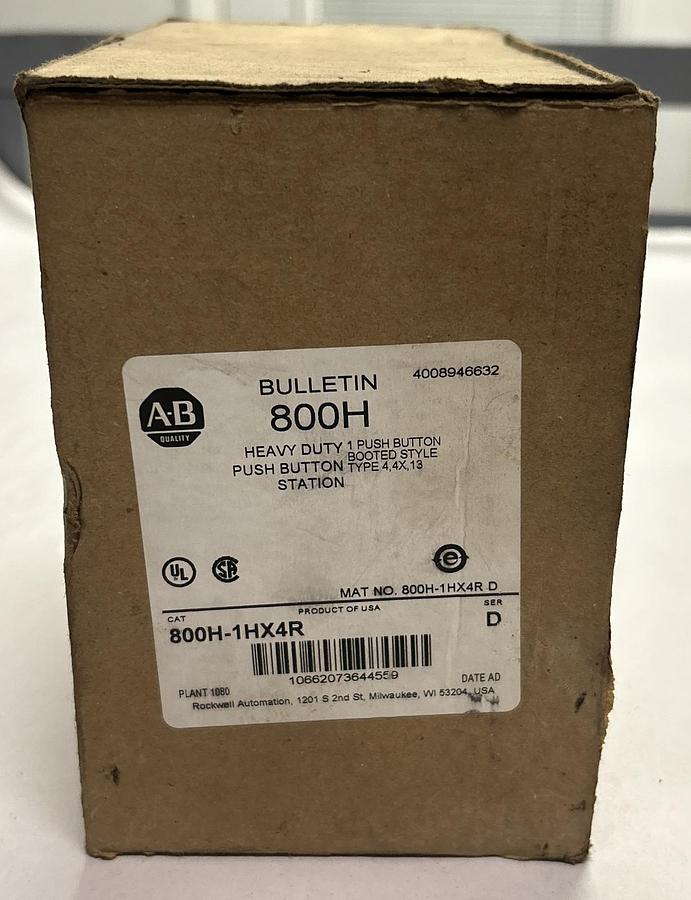 4008946632
BULLETIN
800H
A-B
QUALITY
HEAVY DUTY
PUSH BUTTON
STATION
1 PUSH BUTTON
BOOTED STYLE
TYPE 4,4X,13
UL
SA
e
MAT NO. 800H-1HX4R D
CAT
PRODUCT OF USA
SER
800H-1HX4R
D
10662073644559
PLANT 1080
DATE AD
Rockwell Automation, 1201 S 2nd St, Milwaukee, WI 53204, USA